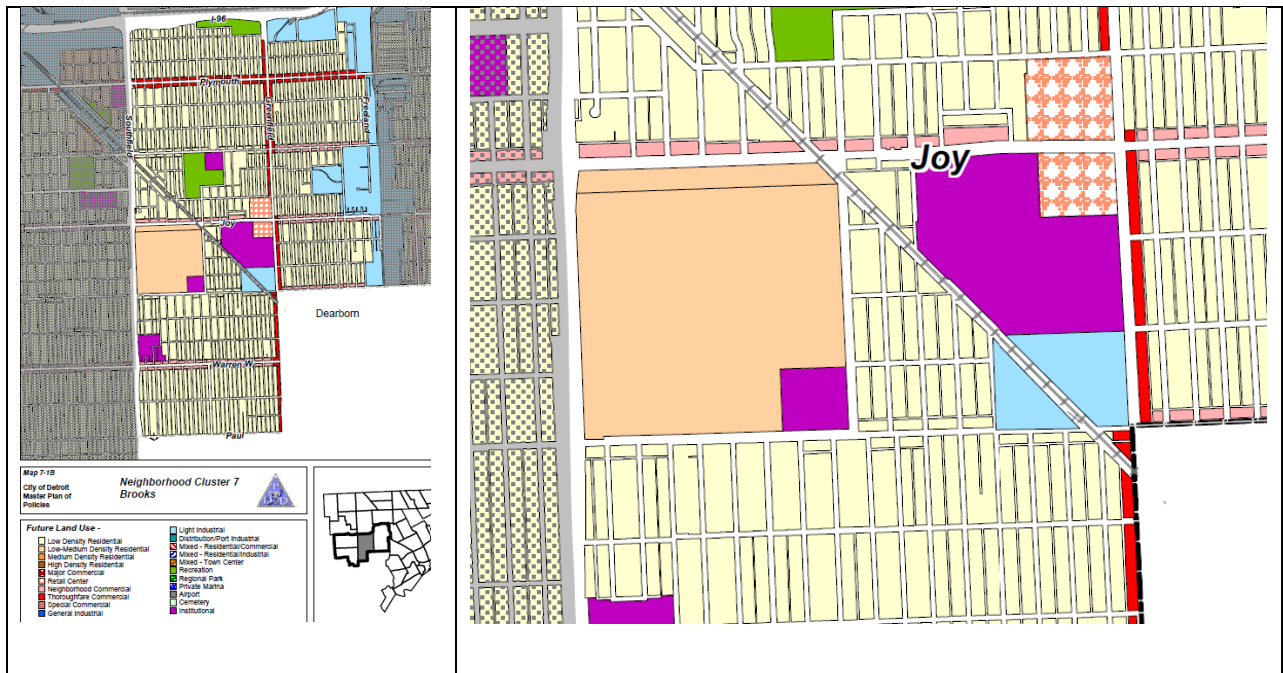 I-96
Plymouth
Southfield
Greenfield
Freeland
Joy
Dearborn
Warren W
Paul
Joy
Map 7-1B
City of Detroit
Master Plan of
Policies
Neighborhood Cluster 7
Brooks
Future Land Use -
Low Density Residential
Low-Medium Density Residential
Medium Density Residential
High Density Residential
Major Commercial
Retail Center
Neighborhood Commercial
Thoroughfare Commercial
Special Commercial
General Industrial
Light Industrial
Distribution/Port Industrial
Mixed - Residential/Commercial
Mixed - Residential/Industrial
Mixed - Town Center
Recreation
Regional Park
Private Marina
Airport
Cemetery
Institutional